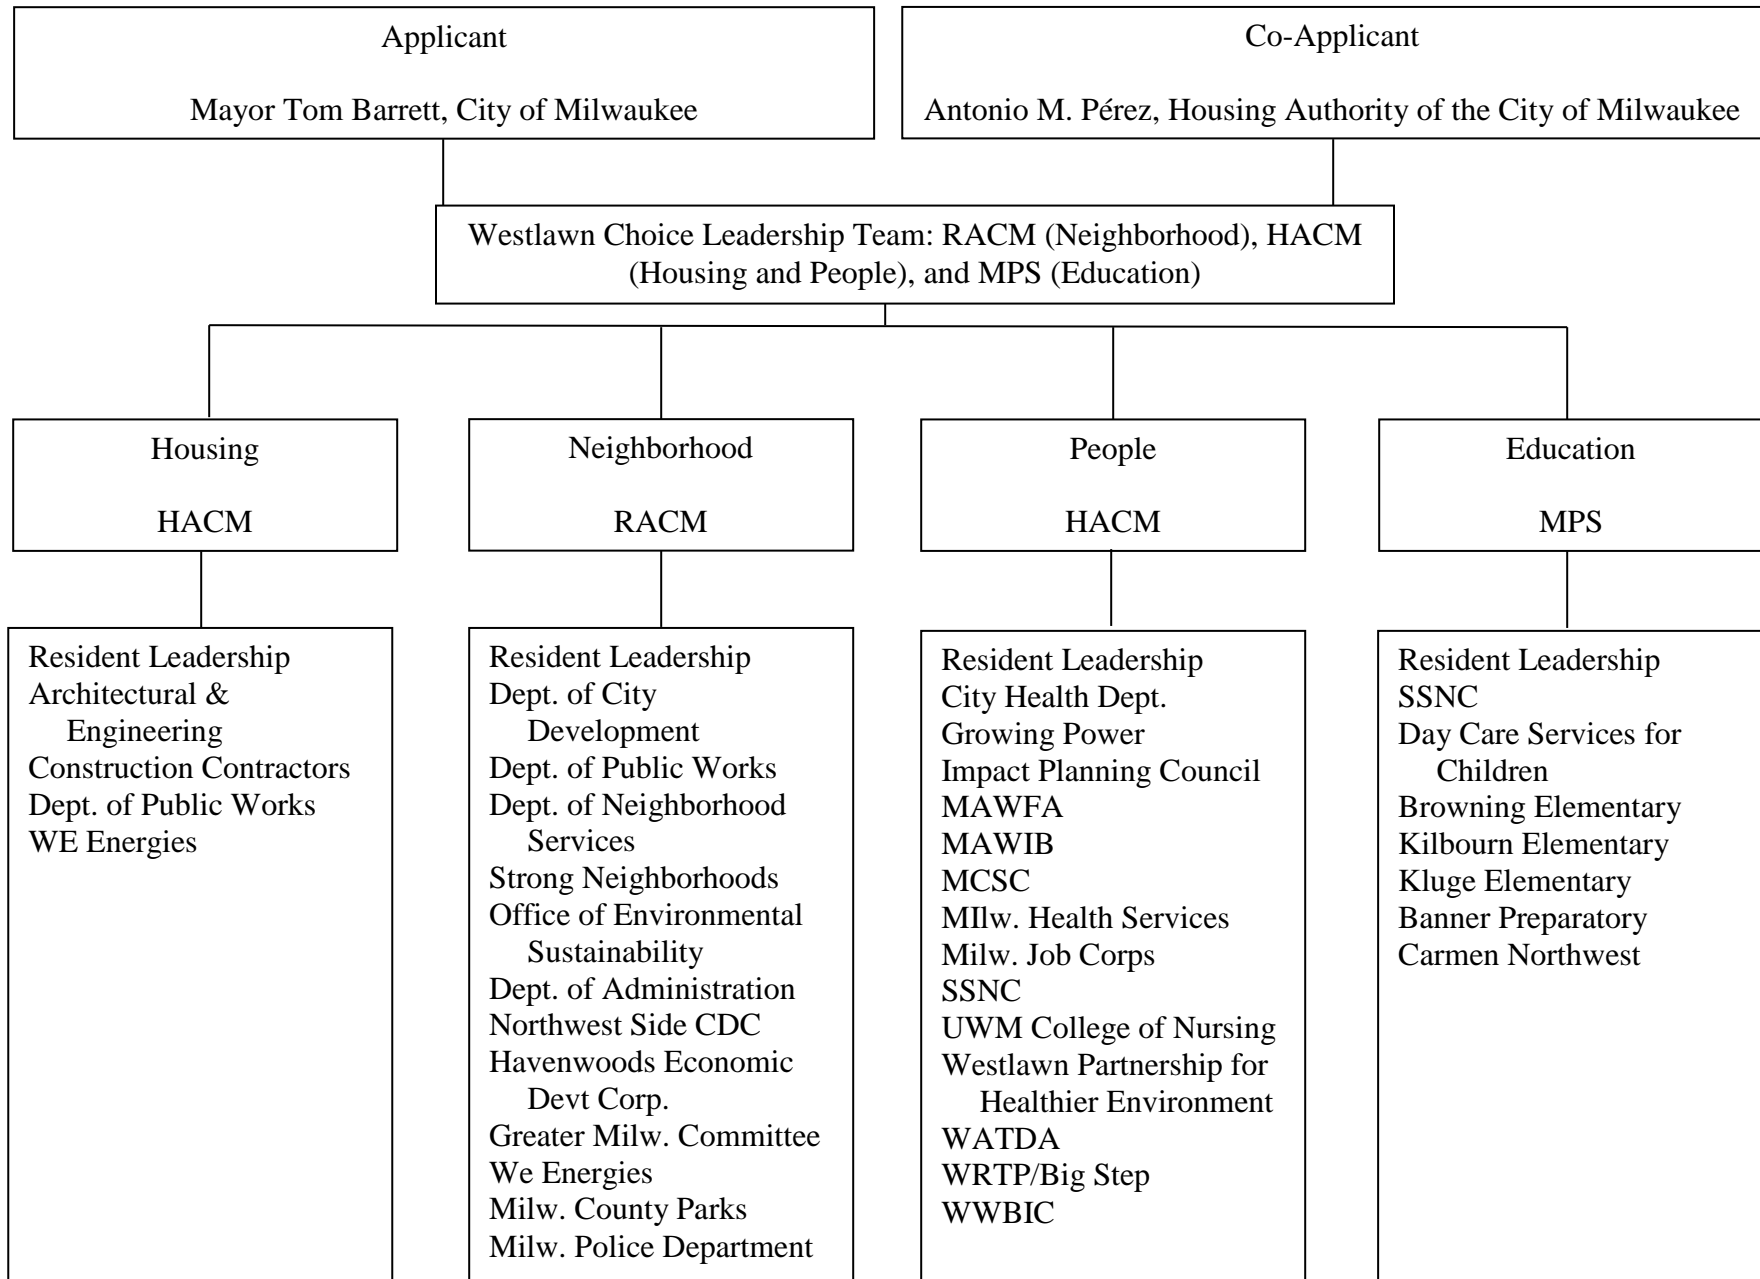 Applicant
Mayor Tom Barrett, City of Milwaukee
Co-Applicant
Antonio M. Pérez, Housing Authority of the City of Milwaukee
Westlawn Choice Leadership Team: RACM (Neighborhood), HACM
(Housing and People), and MPS (Education)
Housing
HACM
Neighborhood
RACM
People
HACM
Education
MPS
Resident Leadership
Architectural &
Engineering
Construction Contractors
Dept. of Public Works
WE Energies
Resident Leadership
Dept. of City
Development
Dept. of Public Works
Dept. of Neighborhood
Services
Strong Neighborhoods
Office of Environmental
Sustainability
Dept. of Administration
Northwest Side CDC
Havenwoods Economic
Devt Corp.
Greater Milw. Committee
We Energies
Milw. County Parks
Milw. Police Department
Resident Leadership
City Health Dept.
Growing Power
Impact Planning Council
MAWFA
MAWIB
MCSC
MIlw. Health Services
Milw. Job Corps
SSNC
UWM College of Nursing
Westlawn Partnership for
Healthier Environment
WATDA
WRTP/Big Step
WWBIC
Resident Leadership
SSNC
Day Care Services for
Children
Browning Elementary
Kilbourn Elementary
Kluge Elementary
Banner Preparatory
Carmen Northwest